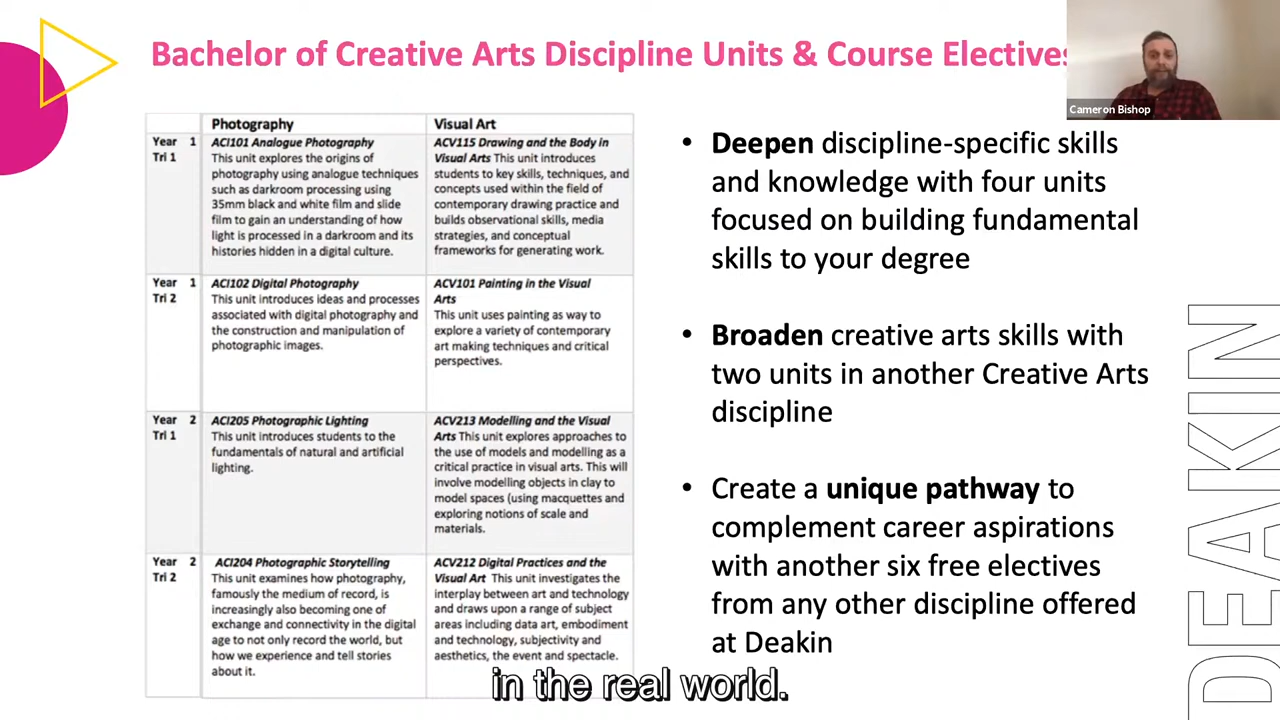 Bachelor of Creative Arts Discipline Units & Course Electives
Cameron Bishop
Photography
Visual Art
Year 1
Tri 1
ACI101 Analogue Photography
This unit explores the origins of
photography using analogue techniques
such as darkroom processing using
35mm black and white film and slide
film to gain an understanding of how
light is processed in a darkroom and its
histories hidden in a digital culture.
ACV115 Drawing and the Body in
Visual Arts This unit introduces
students to key skills, techniques, and
concepts used within the field of
contemporary drawing practice and
builds observational skills, media
strategies, and conceptual
frameworks for generating work.
Year 1
Tri 2
ACI102 Digital Photography
This unit introduces ideas and processes
associated with digital photography and
the construction and manipulation of
photographic images.
ACV101 Painting in the Visual
Arts
This unit uses painting as way to
explore a variety of contemporary
art making techniques and critical
perspectives.
Year 2
Tri 1
ACI205 Photographic Lighting
This unit introduces students to the
fundamentals of natural and artificial
lighting.
ACV213 Modelling and the Visual
Arts This unit explores approaches to
the use of models and modelling as a
critical practice in visual arts. This will
involve modelling objects in clay to
model spaces (using macquettes and
exploring notions of scale and
materials.
Year 2
Tri 2
ACI204 Photographic Storytelling
This unit examines how photography,
famously the medium of record, is
increasingly also becoming one of
exchange and connectivity in the digital
age to not only record the world, but
how we experience and tell stories
about it.
ACV212 Digital Practices and the
Visual Art This unit investigates the
interplay between art and technology
and draws upon a range of subject
areas including data art, embodiment
and technology, subjectivity and
aesthetics, the event and spectacle.
• Deepen discipline-specific skills
and knowledge with four units
focused on building fundamental
skills to your degree
• Broaden creative arts skills with
two units in another Creative Arts
discipline
• Create a unique pathway to
complement career aspirations
with another six free electives
from any other discipline offered
at Deakin
DEAKIN
in the real world.